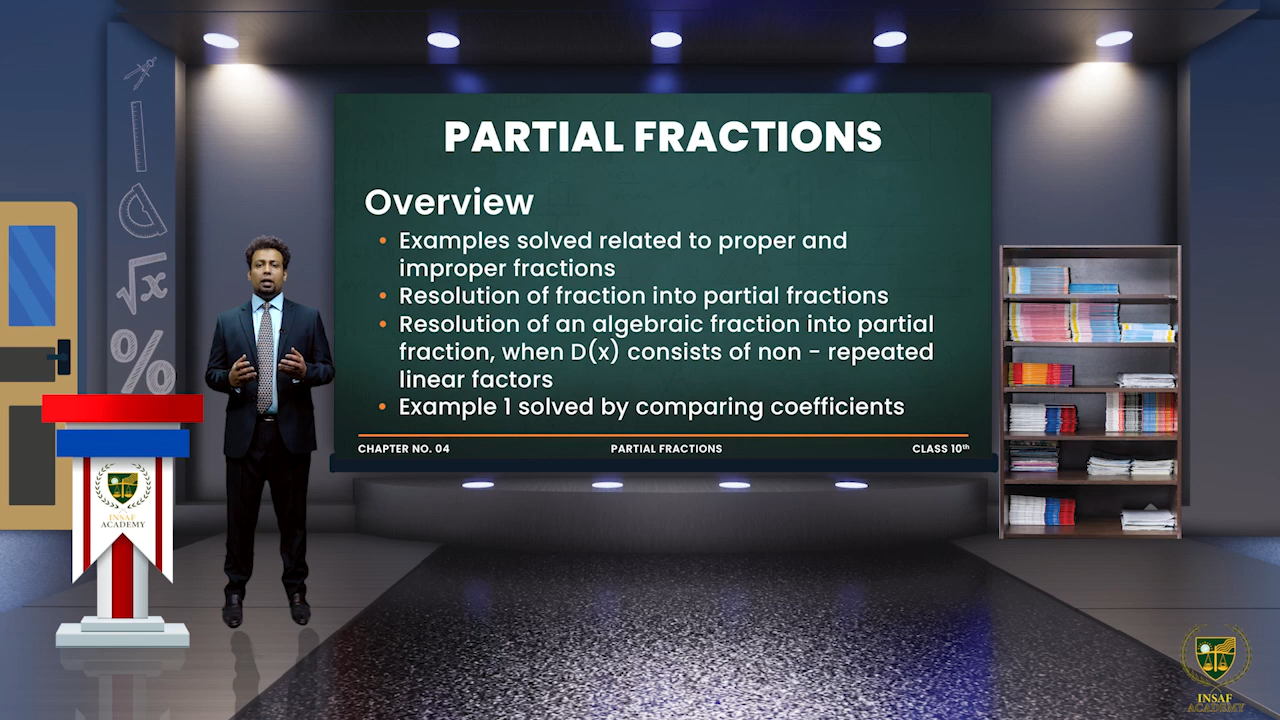 PARTIAL FRACTIONS
Overview
• Examples solved related to proper and
improper fractions
• Resolution of fraction into partial fractions
• Resolution of an algebraic fraction into partial
fraction, when D(x) consists of non - repeated
linear factors
• Example 1 solved by comparing coefficients
CHAPTER NO. 04 PARTIAL FRACTIONS CLASS 10th
√x
%
INSAF
ACADEMY
INSAF
ACADEMY